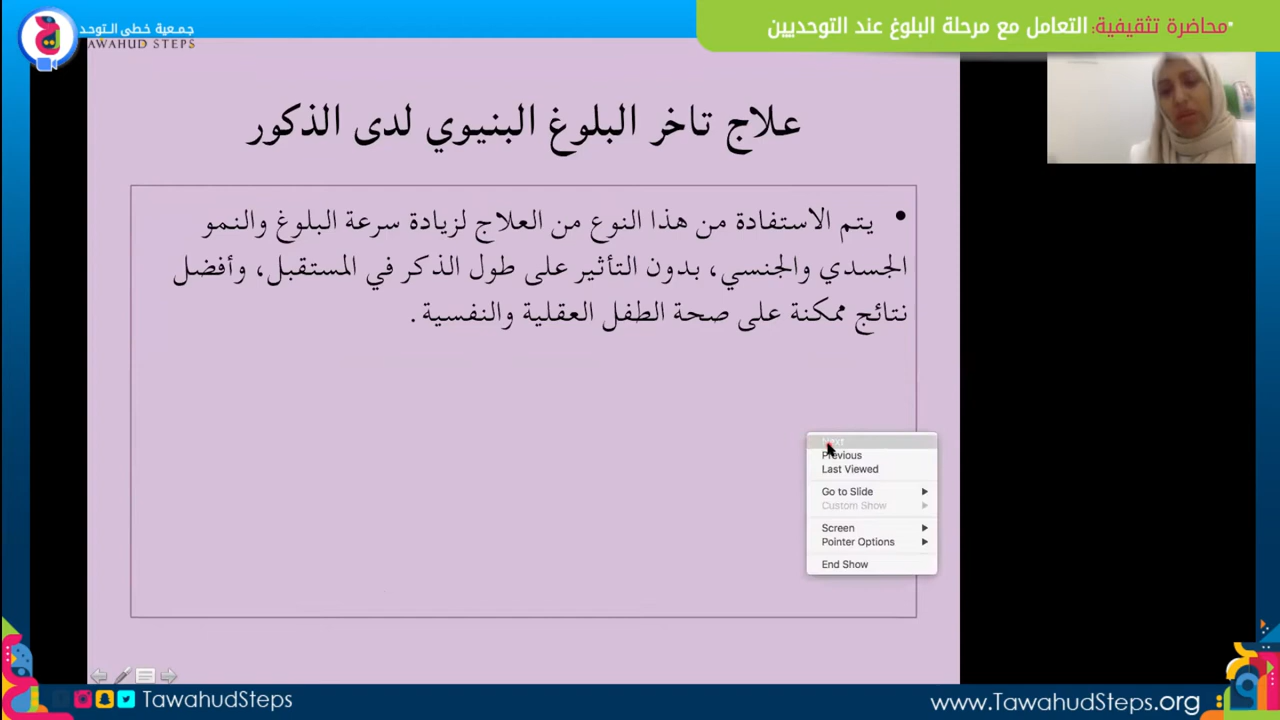 محاضرة تثقيفية: التعامل مع مرحلة البلوغ عند التوحديين
جمعية خطى التوحد
TAWAHUD STEPS
علاج تاخر البلوغ البنيوي لدى الذكور
• يتم الاستفادة من هذا النوع من العلاج لزيادة سرعة البلوغ والنمو
الجسدي والجنسي، بدون التأثير على طول الذكر في المستقبل، وأفضل
نتائج ممكنة على صحة الطفل العقلية والنفسية.
Next
Previous
Last Viewed
Go to Slide
Custom Show
Screen
Pointer Options
End Show
TawahudSteps
www.TawahudSteps.org